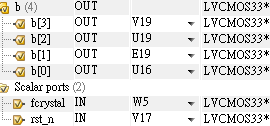 b (4) OUT LVCMOS33*
b[3] OUT V19 LVCMOS33*
b[2] OUT U19 LVCMOS33*
b[1] OUT E19 LVCMOS33*
b[0] OUT U16 LVCMOS33*
Scalar ports (2)
fcrystal IN W5 LVCMOS33*
rst_n IN V17 LVCMOS33*